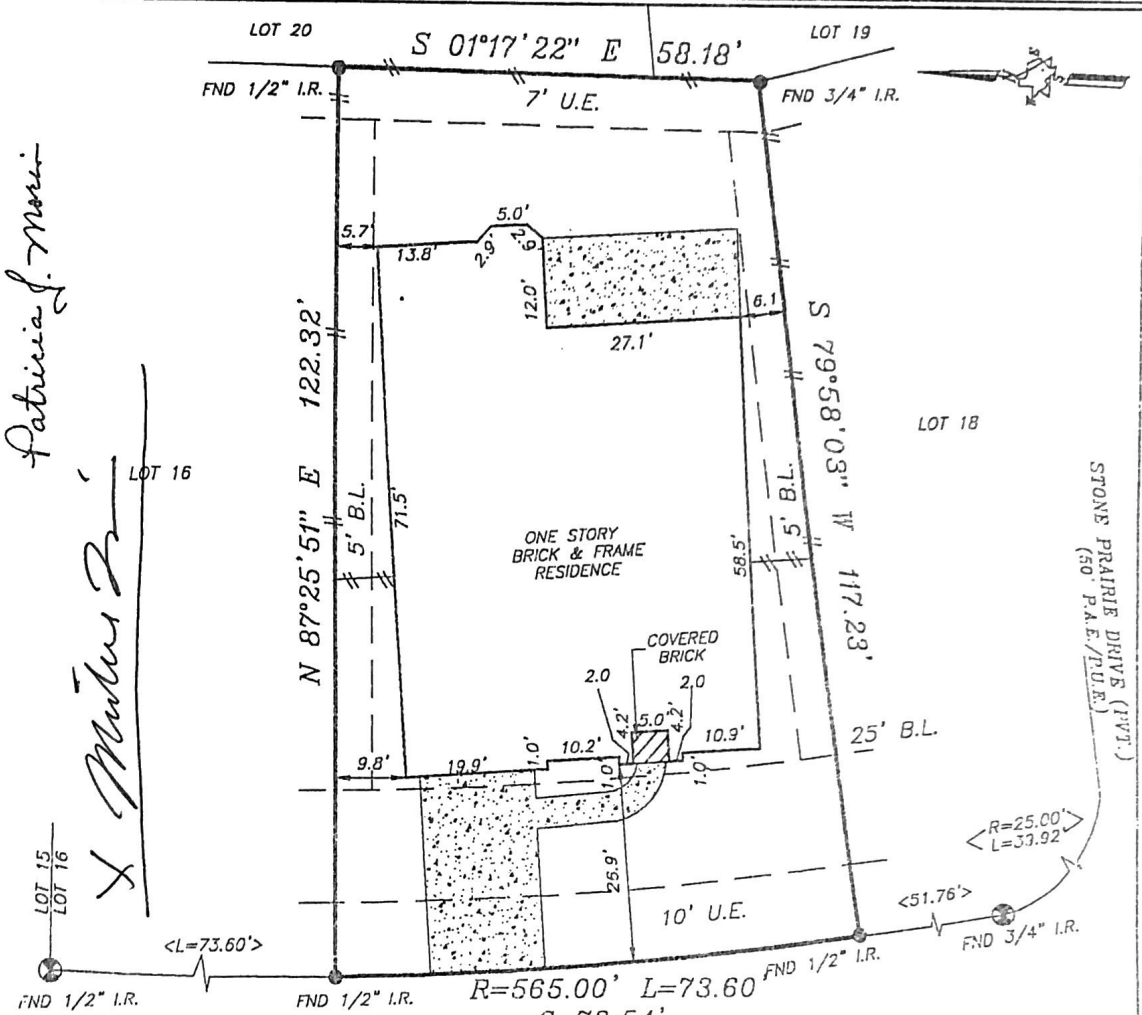 LOT 20
LOT 19
S 01°17'22" E 58.18'
FND 1/2" I.R.
7' U.E.
FND 3/4" I.R.
5.7'
13.8'
2.9'
5.0'
12.0'
27.1'
6.1
N 87°25'51" E 122.32'
5' B.L.
71.5'
S 79°58'03" W 117.23'
5' B.L.
58.5'
LOT 18
LOT 16
Patricia J.
X
ONE STORY
BRICK & FRAME
RESIDENCE
STONE PRAIRIE DRIVE (PVT.)
(50' P.A.E./P.U.E.)
COVERED
BRICK
2.0
2.0
4.2'
5.0'
4.2'
10.9'
25' B.L.
9.8'
19.9'
1.0'
10.2'
1.0'
1.0'
R=25.00'
L=39.92'
25.9'
10' U.E.
LOT 15
LOT 16
<L=73.60'>
<51.76'>
FND 1/2" I.R.
FND 1/2" I.R.
FND 1/2" I.R.
FND 3/4" I.R.
R=565.00' L=73.60'